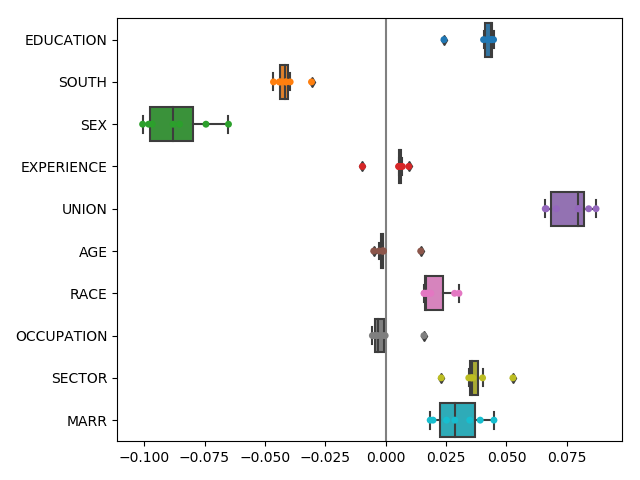 EDUCATION
SOUTH
SEX
EXPERIENCE
UNION
AGE
RACE
OCCUPATION
SECTOR
MARR
−0.100 −0.075 −0.050 −0.025 0.000 0.025 0.050 0.075